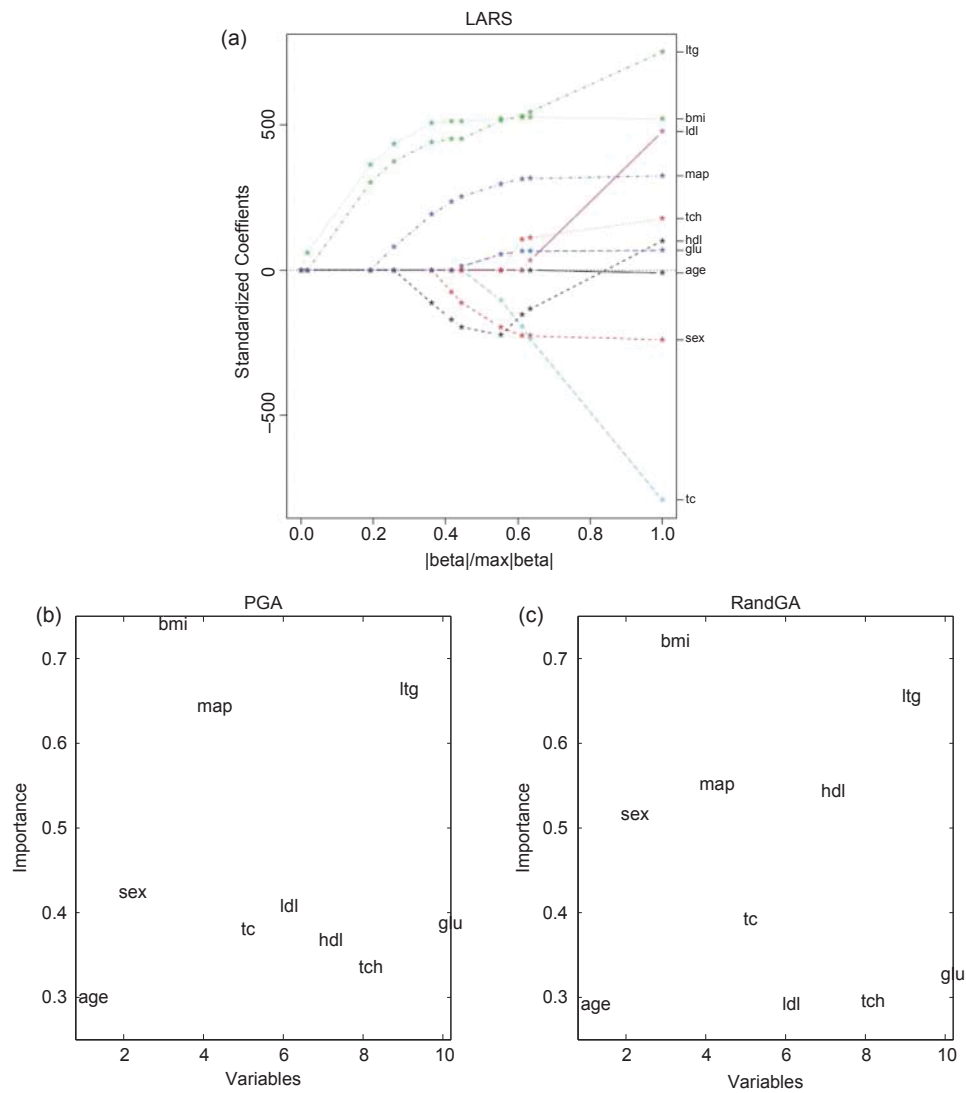 LARS
(a)
ltg
bmi
ldl
map
tch
hdl
glu
age
sex
tc
500
0
−500
Standardized Coeffients
0.0 0.2 0.4 0.6 0.8 1.0
|beta|/max|beta|
(b)
PGA
bmi
ltg
map
sex
ldl
tc
glu
hdl
tch
age
0.7
0.6
0.5
0.4
0.3
Importance
2 4 6 8 10
Variables
(c)
RandGA
bmi
ltg
map
hdl
sex
tc
glu
age
ldl
tch
0.7
0.6
0.5
0.4
0.3
Importance
2 4 6 8 10
Variables